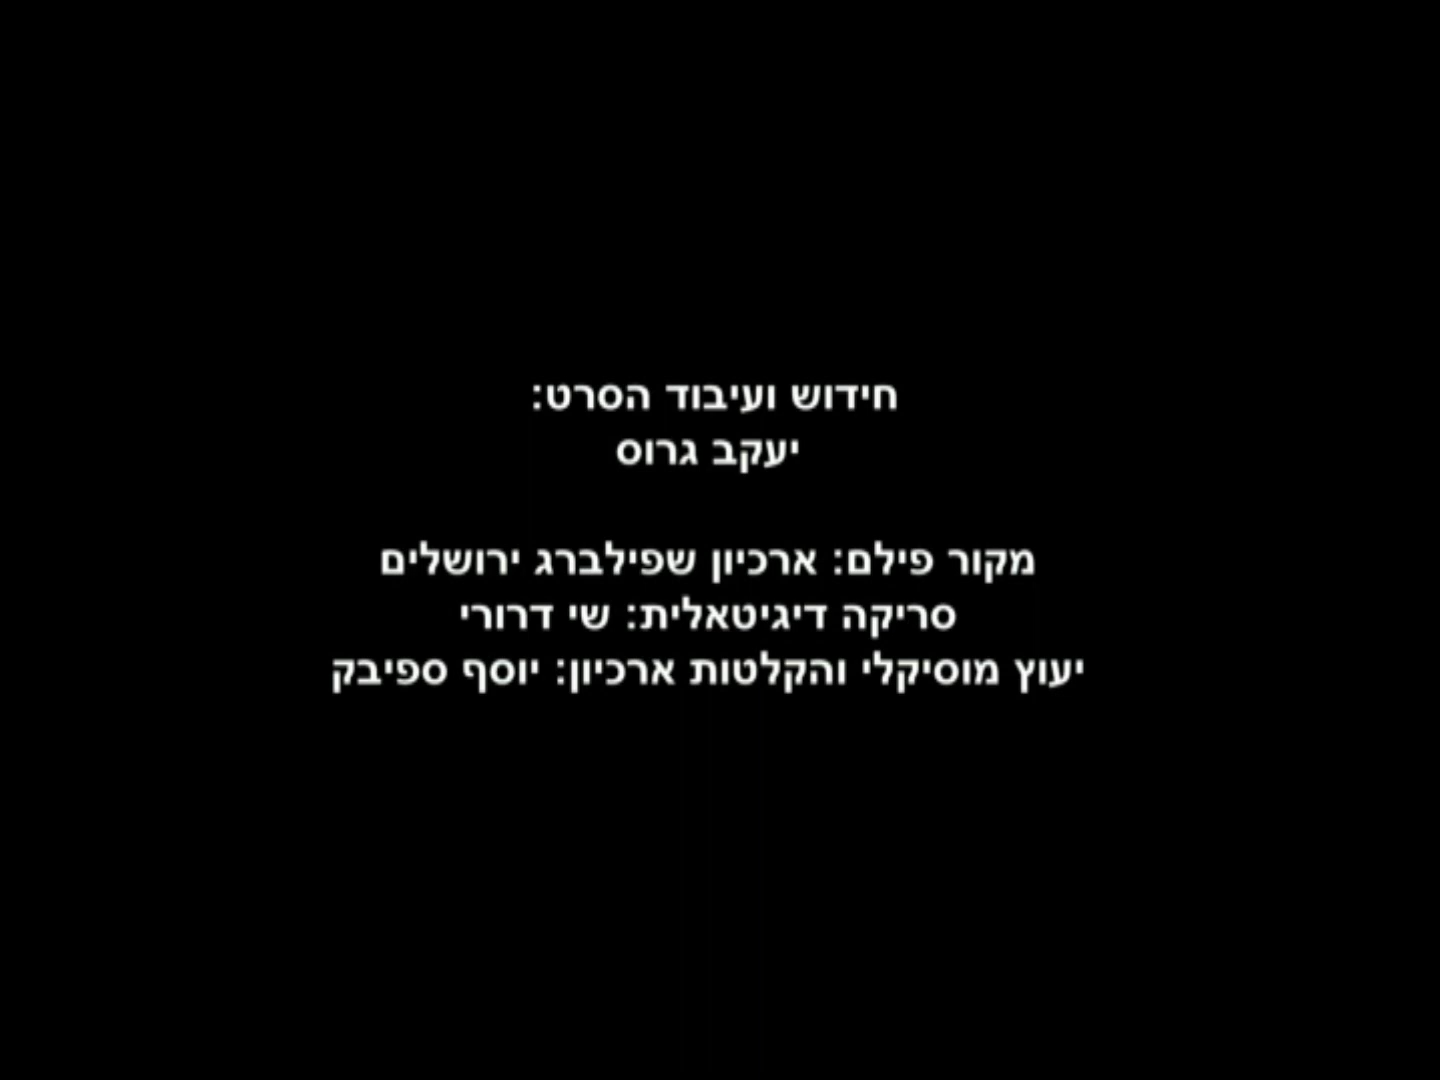 חידוש ועיבוד הסרט:
יעקב גרוס
מקור פילם: ארכיון שפילברג ירושלים
סריקה דיגיטאלית: שי דרורי
יעוץ מוסיקלי והקלטות ארכיון: יוסף ספיבק